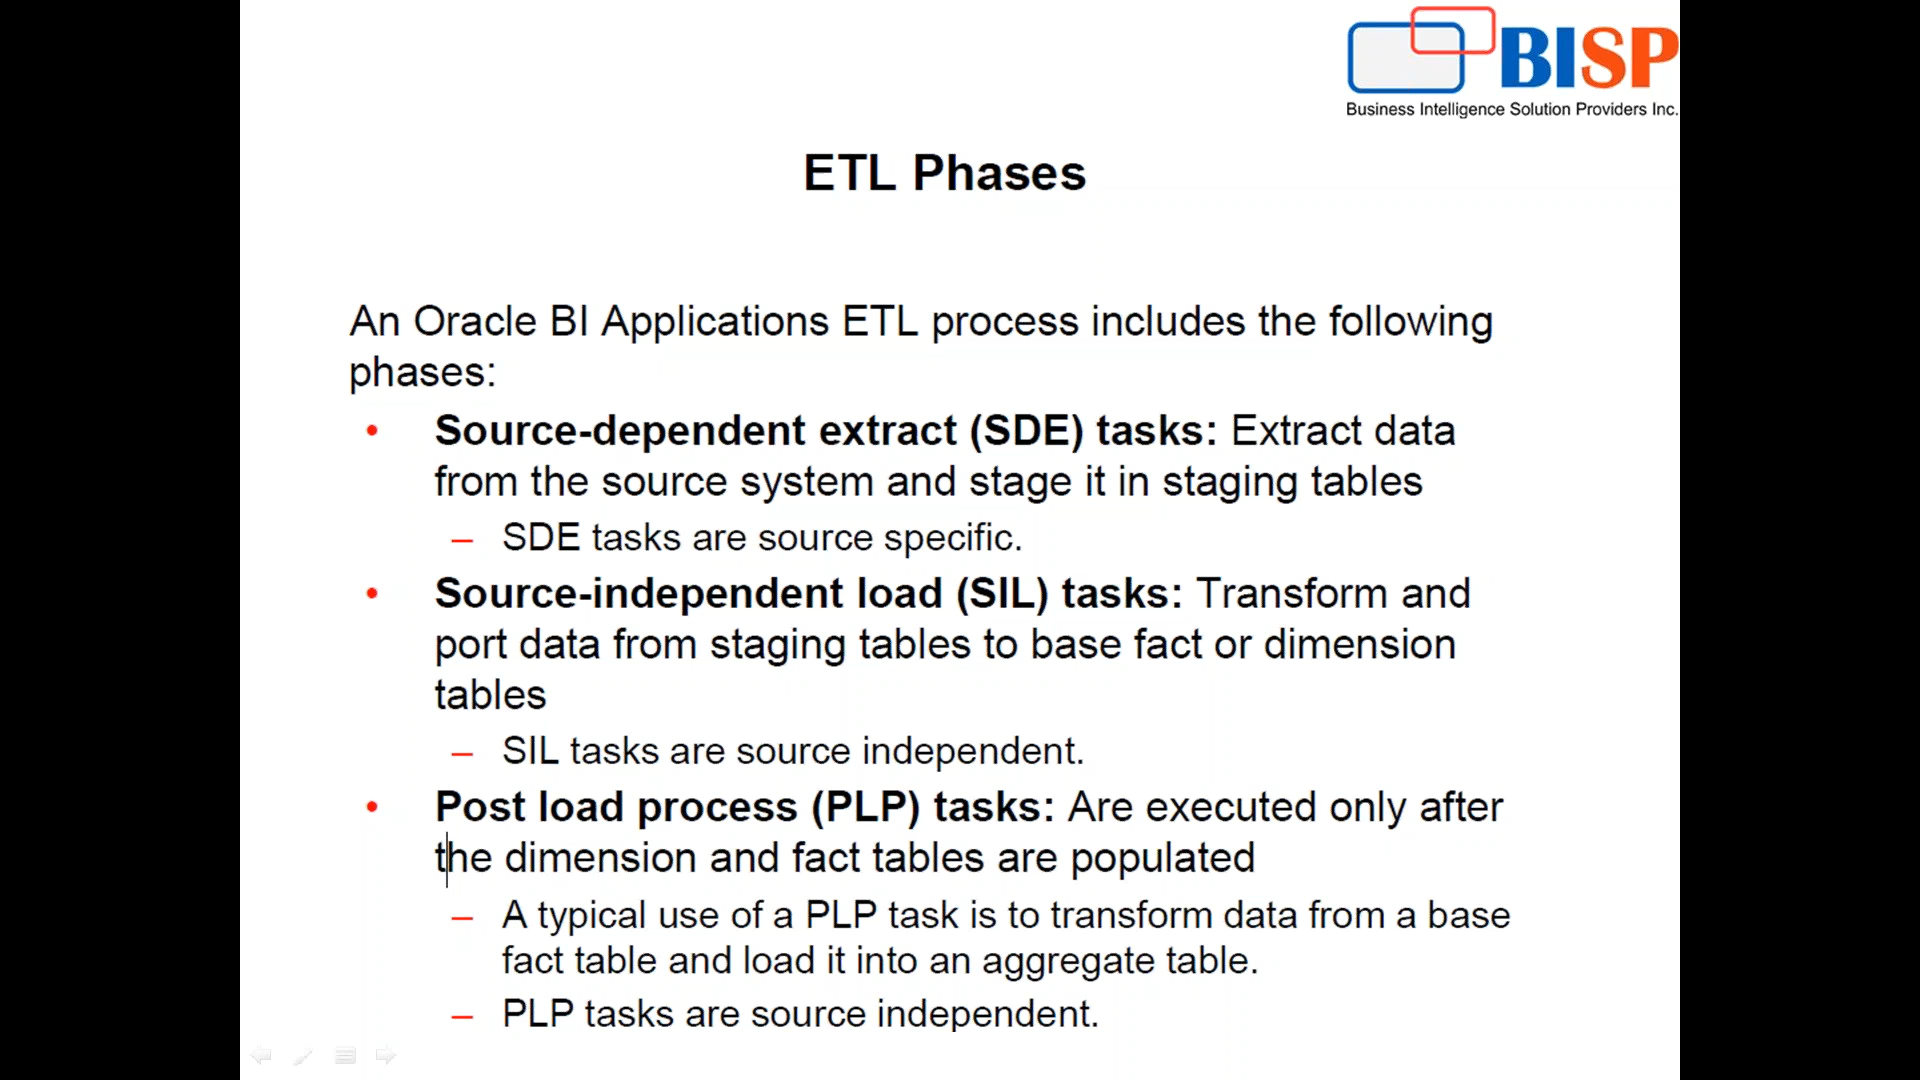 BISP
Business Intelligence Solution Providers Inc.
ETL Phases
An Oracle BI Applications ETL process includes the following
phases:
• Source-dependent extract (SDE) tasks: Extract data
from the source system and stage it in staging tables
– SDE tasks are source specific.
• Source-independent load (SIL) tasks: Transform and
port data from staging tables to base fact or dimension
tables
– SIL tasks are source independent.
• Post load process (PLP) tasks: Are executed only after
the dimension and fact tables are populated
– A typical use of a PLP task is to transform data from a base
fact table and load it into an aggregate table.
– PLP tasks are source independent.